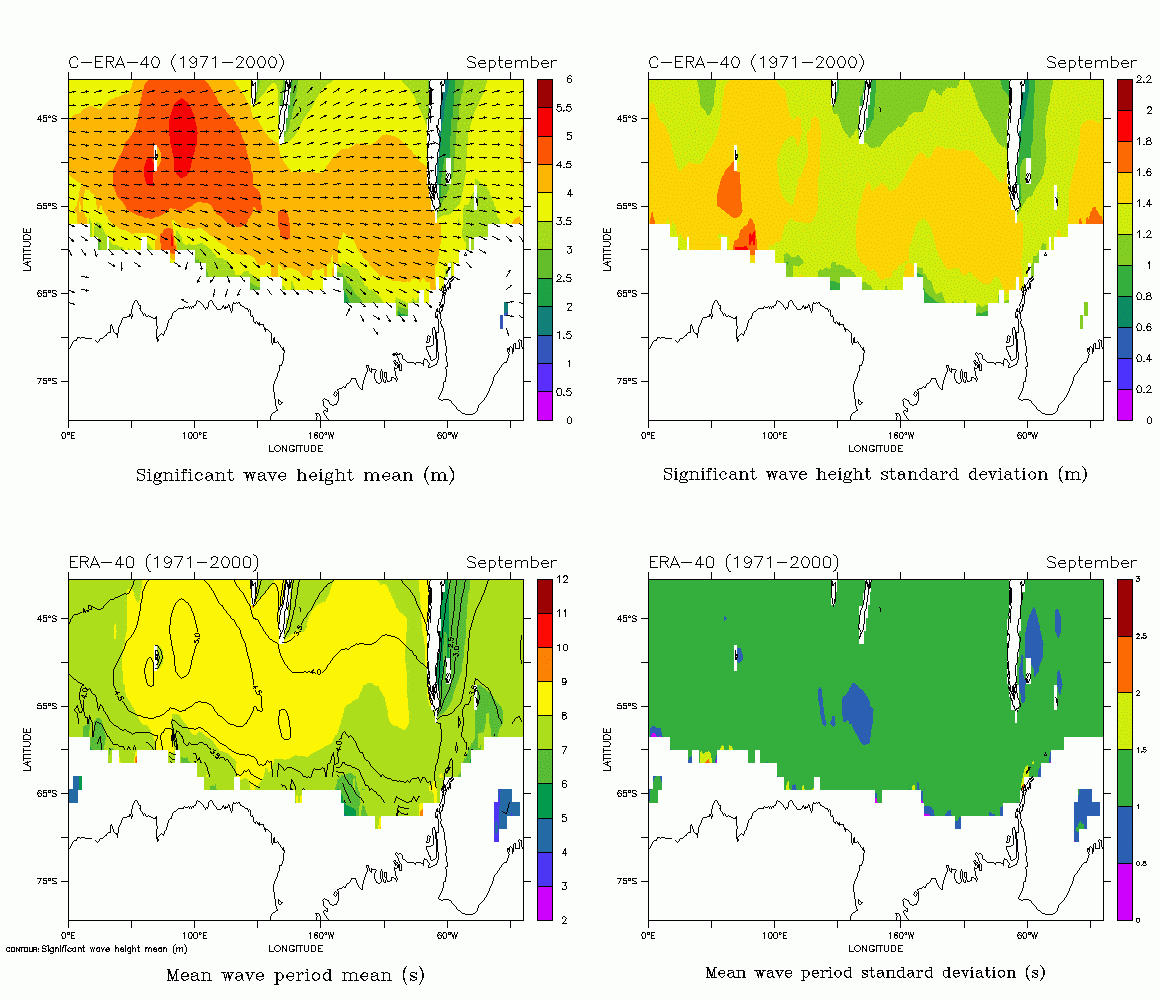 C-ERA-40 (1971-2000) September
6
5.5
5
4.5
4
3.5
3
2.5
2
1.5
1
0.5
0
45°S
55°S
65°S
75°S
LATITUDE
0°E 100°E 160°W 60°W
LONGITUDE
Significant wave height mean (m)
C-ERA-40 (1971-2000) September
2.2
2
1.8
1.6
1.4
1.2
1
0.8
0.6
0.4
0.2
0
45°S
55°S
65°S
75°S
LATITUDE
0°E 100°E 160°W 60°W
LONGITUDE
Significant wave height standard deviation (m)
ERA-40 (1971-2000) September
12
11
10
9
8
7
6
5
4
3
2
45°S
55°S
65°S
75°S
LATITUDE
4.0
5.0
3.5
2.5
3.0
4.0
4.0
4.5
4.5
3.5
4.0
3.5
0°E 100°E 160°W 60°W
CONTOUR: Significant wave height mean (m)
LONGITUDE
Mean wave period mean (s)
ERA-40 (1971-2000) September
3
2.5
2
1.5
1
0.5
0
45°S
55°S
65°S
75°S
LATITUDE
0°E 100°E 160°W 60°W
LONGITUDE
Mean wave period standard deviation (s)